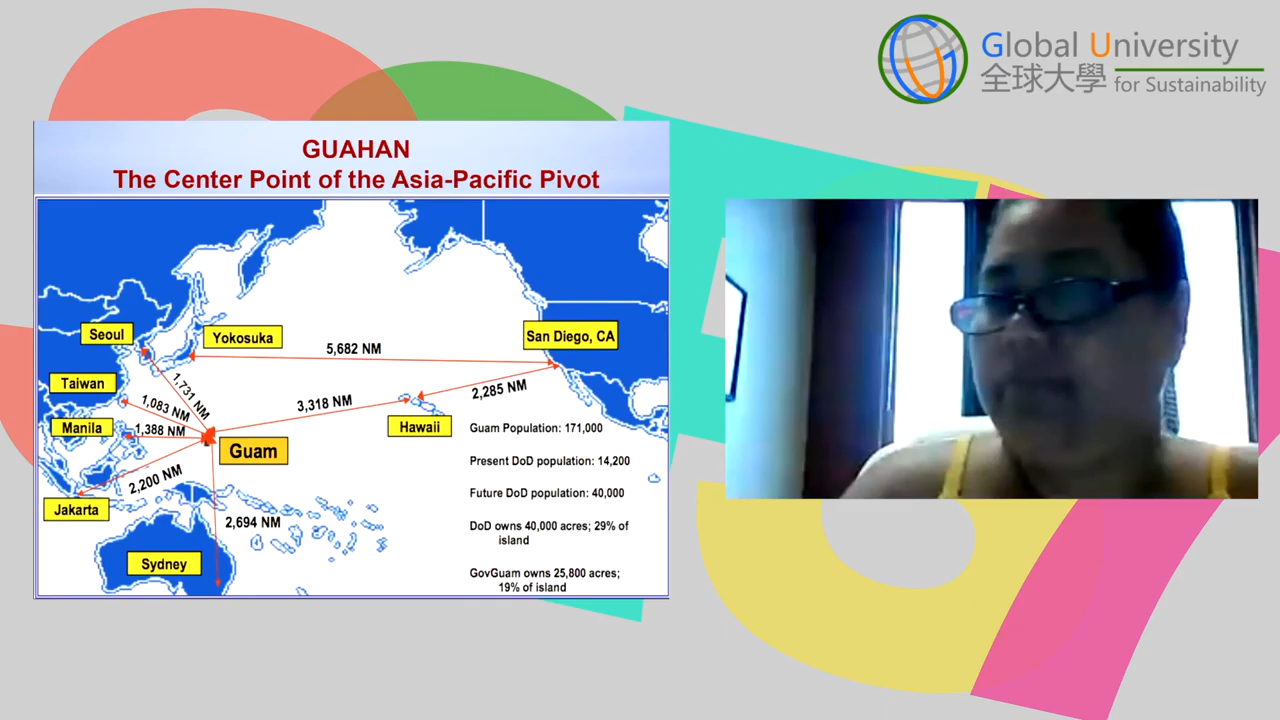 Global University
全球大學
for Sustainability
GUAHAN
The Center Point of the Asia-Pacific Pivot
Seoul
Yokosuka
San Diego, CA
5,682 NM
Taiwan
1,731 NM
2,285 NM
1,083 NM
3,318 NM
Manila
1,388 NM
Hawaii
Guam Population: 171,000
Guam
Present DoD population: 14,200
2,200 NM
Future DoD population: 40,000
Jakarta
2,694 NM
DoD owns 40,000 acres; 29% of
island
Sydney
GovGuam owns 25,800 acres;
19% of island